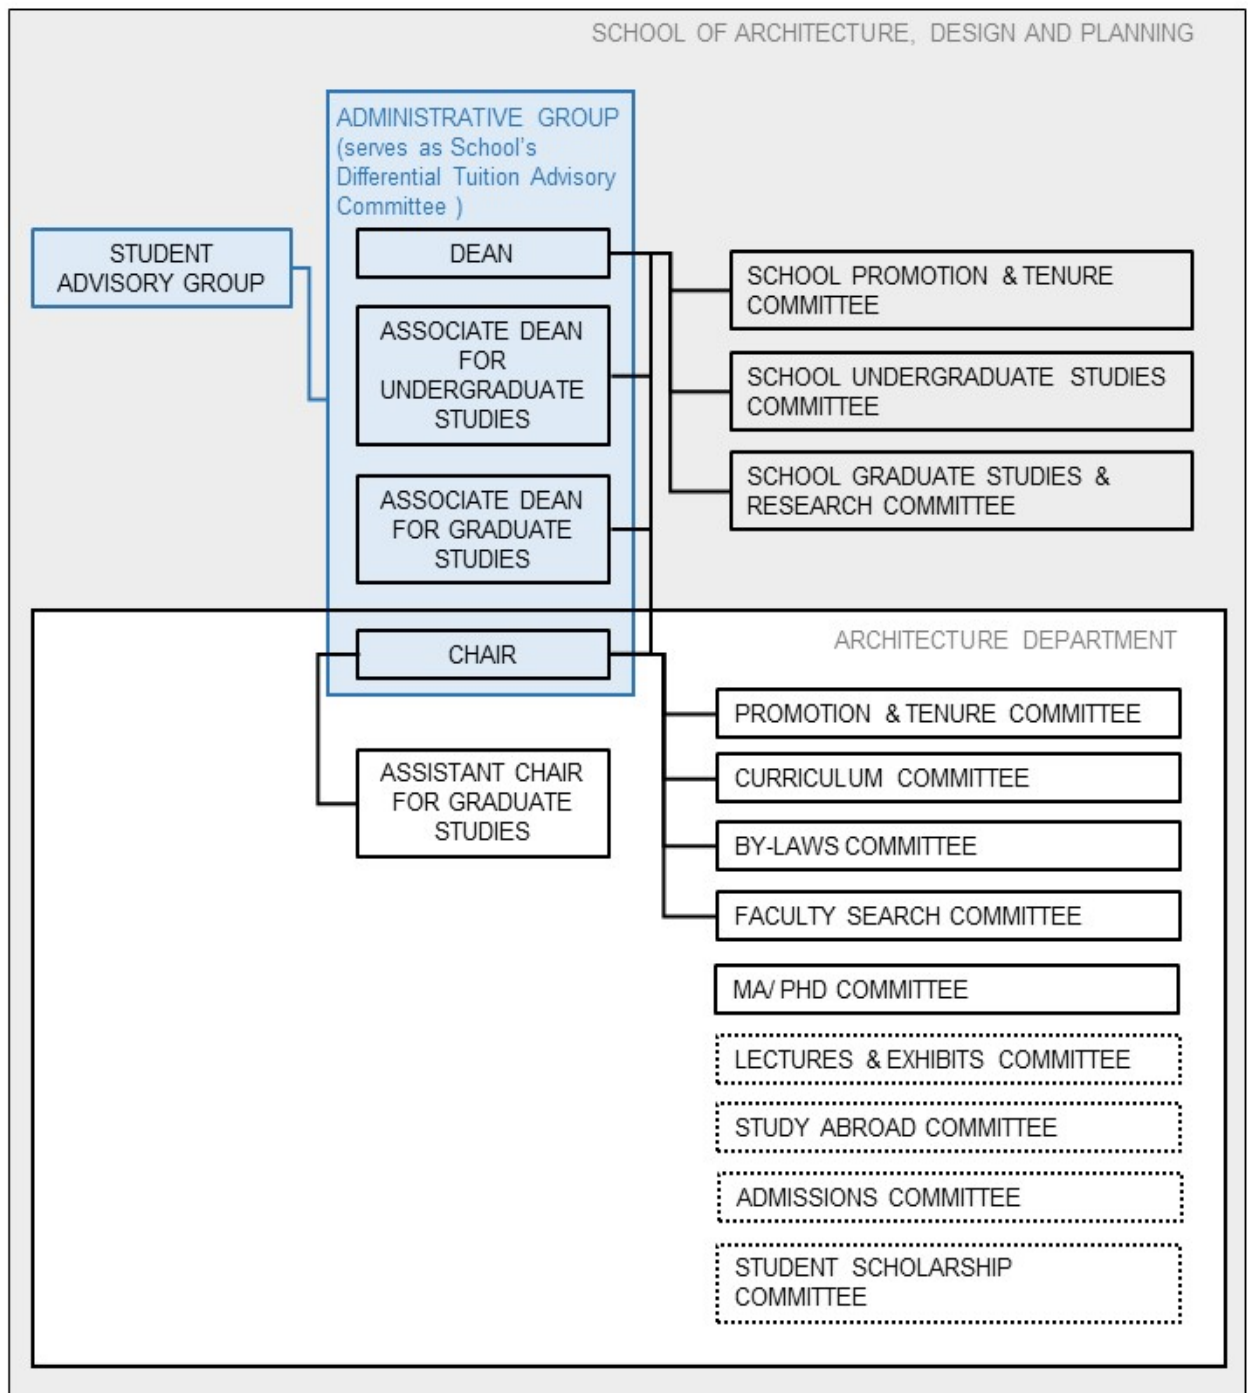 SCHOOL OF ARCHITECTURE, DESIGN AND PLANNING
ADMINISTRATIVE GROUP
(serves as School's
Differential Tuition Advisory
Committee )
STUDENT
ADVISORY GROUP
DEAN
ASSOCIATE DEAN
FOR
UNDERGRADUATE
STUDIES
ASSOCIATE DEAN
FOR GRADUATE
STUDIES
SCHOOL PROMOTION & TENURE
COMMITTEE
SCHOOL UNDERGRADUATE STUDIES
COMMITTEE
SCHOOL GRADUATE STUDIES &
RESEARCH COMMITTEE
ARCHITECTURE DEPARTMENT
CHAIR
ASSISTANT CHAIR
FOR GRADUATE
STUDIES
PROMOTION & TENURE COMMITTEE
CURRICULUM COMMITTEE
BY-LAWS COMMITTEE
FACULTY SEARCH COMMITTEE
MA/ PHD COMMITTEE
LECTURES & EXHIBITS COMMITTEE
STUDY ABROAD COMMITTEE
ADMISSIONS COMMITTEE
STUDENT SCHOLARSHIP
COMMITTEE